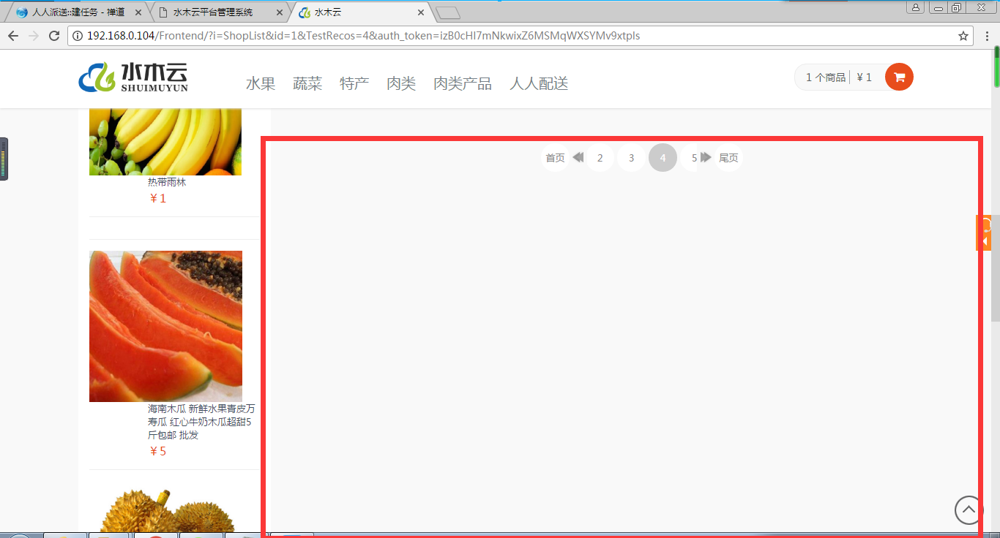 人人派送::建任务 - 禅道
水木云平台管理系统
水木云
192.168.0.104/Frontend/?i=ShopList&id=1&TestRecos=4&auth_token=izB0cHI7mNkwixZ6MSMqWXSYMv9xtpls
水木云
SHUIMUYUN
水果 蔬菜 特产 肉类 肉类产品 人人配送
1 个商品 ¥ 1
首页 2 3 4 5 尾页
热带雨林
¥ 1
海南木瓜 新鲜水果青皮万
寿瓜 红心牛奶木瓜超甜5
斤包邮 批发
¥ 5